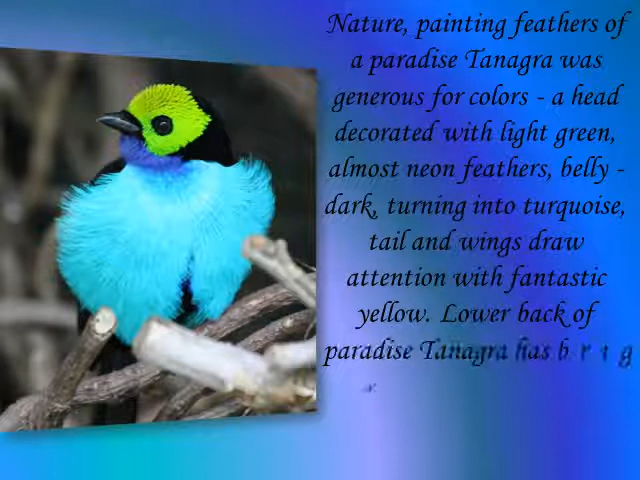 Nature, painting feathers of
a paradise Tanagra was
generous for colors - a head
decorated with light green,
almost neon feathers, belly -
dark, turning into turquoise,
tail and wings draw
attention with fantastic
yellow. Lower back of
paradise Tanagra has